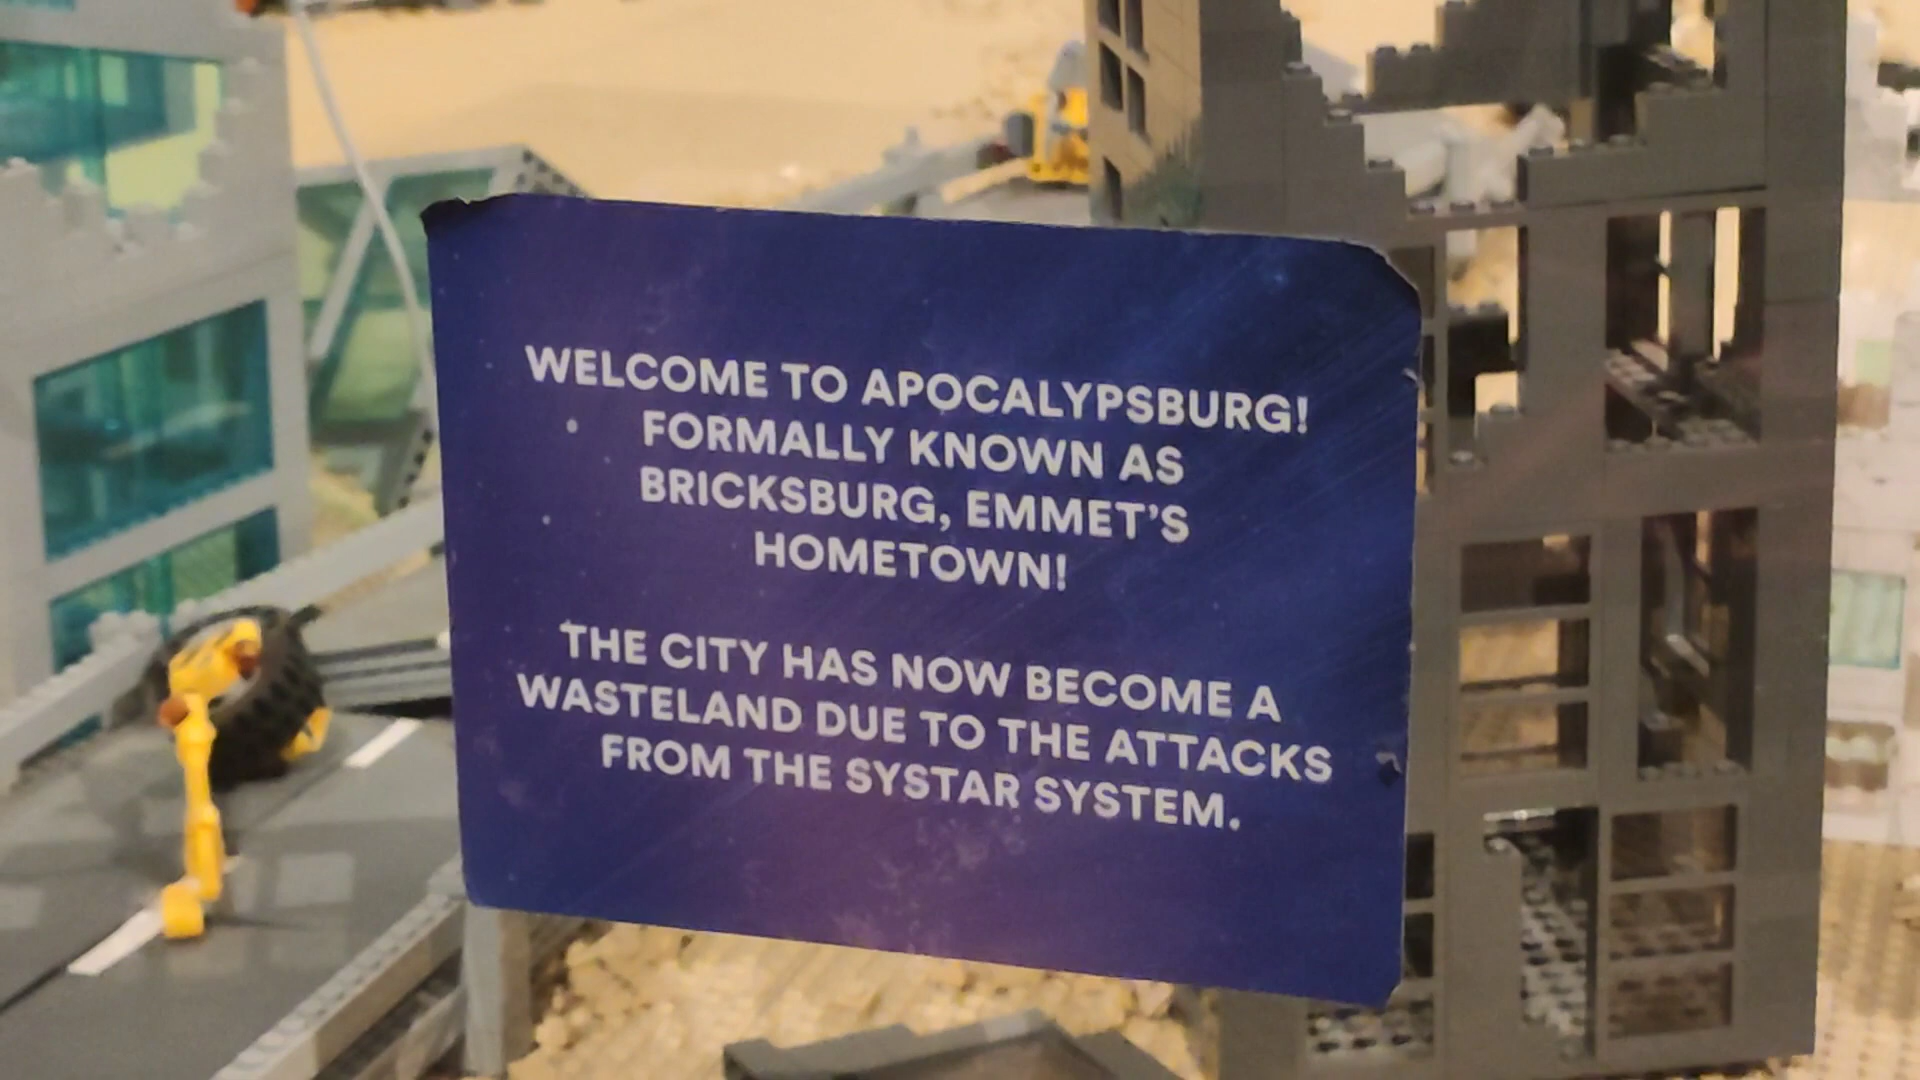 WELCOME TO APOCALYPSBURG!
FORMALLY KNOWN AS
BRICKSBURG, EMMET'S
HOMETOWN!
THE CITY HAS NOW BECOME A
WASTELAND DUE TO THE ATTACKS
FROM THE SYSTAR SYSTEM.